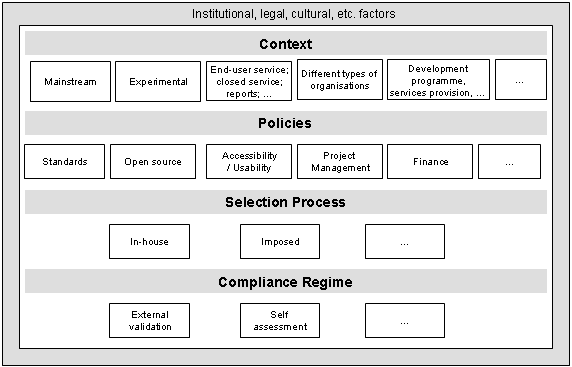 Institutional, legal, cultural, etc. factors
Context
Mainstream
Experimental
End-user service;
closed service;
reports; ...
Different types of
organisations
Development
programme,
services provision, ...
...
Policies
Standards
Open source
Accessibility
/ Usability
Project
Management
Finance
...
Selection Process
In-house
Imposed
...
Compliance Regime
External
validation
Self
assessment
...